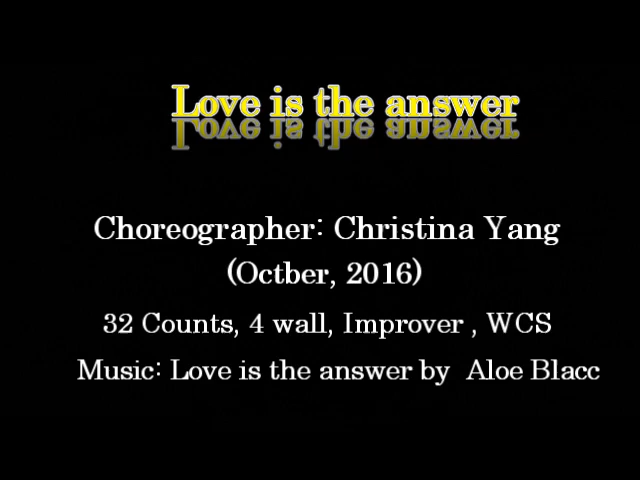 Love is the answer
Choreographer: Christina Yang
(Octber, 2016)
32 Counts, 4 wall, Improver , WCS
Music: Love is the answer by  Aloe Blacc